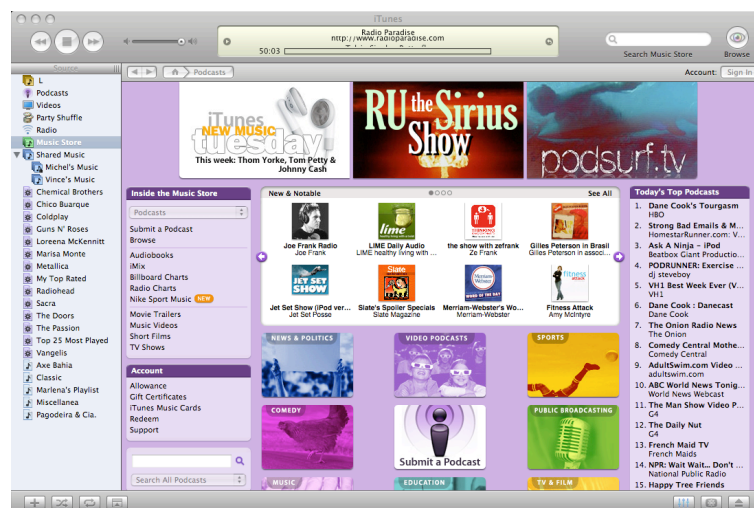 iTunes
Radio Paradise
http://www.radioparadise.com
50:03
Search Music Store
Browse
Source
Podcasts
Account:
Sign In
L
Podcasts
Videos
Party Shuffle
Radio
Music Store
Shared Music
Michel's Music
Vince's Music
Chemical Brothers
Chico Buarque
Coldplay
Guns N' Roses
Loreena McKennitt
Marisa Monte
Metallica
My Top Rated
Radiohead
Sacra
The Doors
The Passion
Top 25 Most Played
Vangelis
Axe Bahia
Classic
Marlena's Playlist
Miscellanea
Pagodeira & Cia.
iTunes
NEW MUSIC
tuesday
This week: Thom Yorke, Tom Petty &
Johnny Cash
RU the Sirius
Show
podsurf.tv
Inside the Music Store
Podcasts
Submit a Podcast
Browse
Audiobooks
iMix
Billboard Charts
Radio Charts
Nike Sport Music NEW
Movie Trailers
Music Videos
Short Films
TV Shows
Account
Allowance
Gift Certificates
iTunes Music Cards
Redeem
Support
Search All Podcasts
New & Notable
See All
Joe Frank Radio
Joe Frank
lime
LIME Daily Audio
LIME healthy living with ...
THINKING
the show with zefrank
Ze Frank
Gilles Peterson in Brasil
Gilles Peterson in associ...
JET SET
SHOW
Jet Set Show (iPod ver...
Jet Set Posse
Slate
Slate's Spoiler Specials
Slate Magazine
Merriam-Webster
WORD OF THE DAY
Merriam-Webster's Wo...
Merriam-Webster
fitness
attack
Fitness Attack
Amy McIntyre
NEWS & POLITICS
VIDEO PODCASTS
SPORTS
COMEDY
Submit a Podcast
PUBLIC BROADCASTING
MUSIC
EDUCATION
TV & FILM
Today's Top Podcasts
1. Dane Cook's Tourgasm
HBO
2. Strong Bad Emails & M...
HomestarRunner.com: V...
3. Ask A Ninja - iPod
Beatbox Giant Productio...
4. PODRUNNER: Exercise ...
dj steveboy
5. VH1 Best Week Ever (V...
VH1
6. Dane Cook : Danecast
Dane Cook
7. The Onion Radio News
The Onion
8. Comedy Central Mothe...
Comedy Central
9. AdultSwim.com Video ...
adultswim.com
10. ABC World News Tonig...
World News Webcast
11. The Man Show Video P...
G4
12. The Daily Nut
G4
13. French Maid TV
French Maids
14. NPR: Wait Wait... Don't ...
National Public Radio
15. Happy Tree Friends